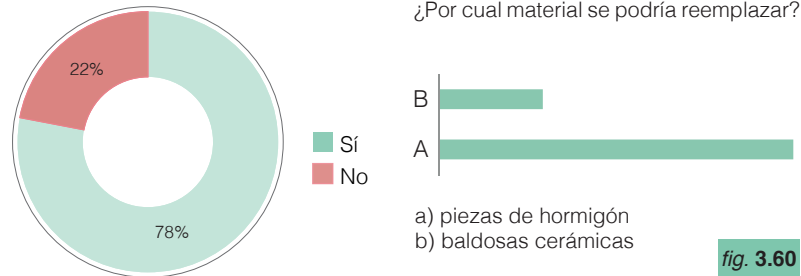 22%
78%
Sí
No
¿Por cual material se podría reemplazar?
B
A
a) piezas de hormigón
b) baldosas cerámicas
fig. 3.60